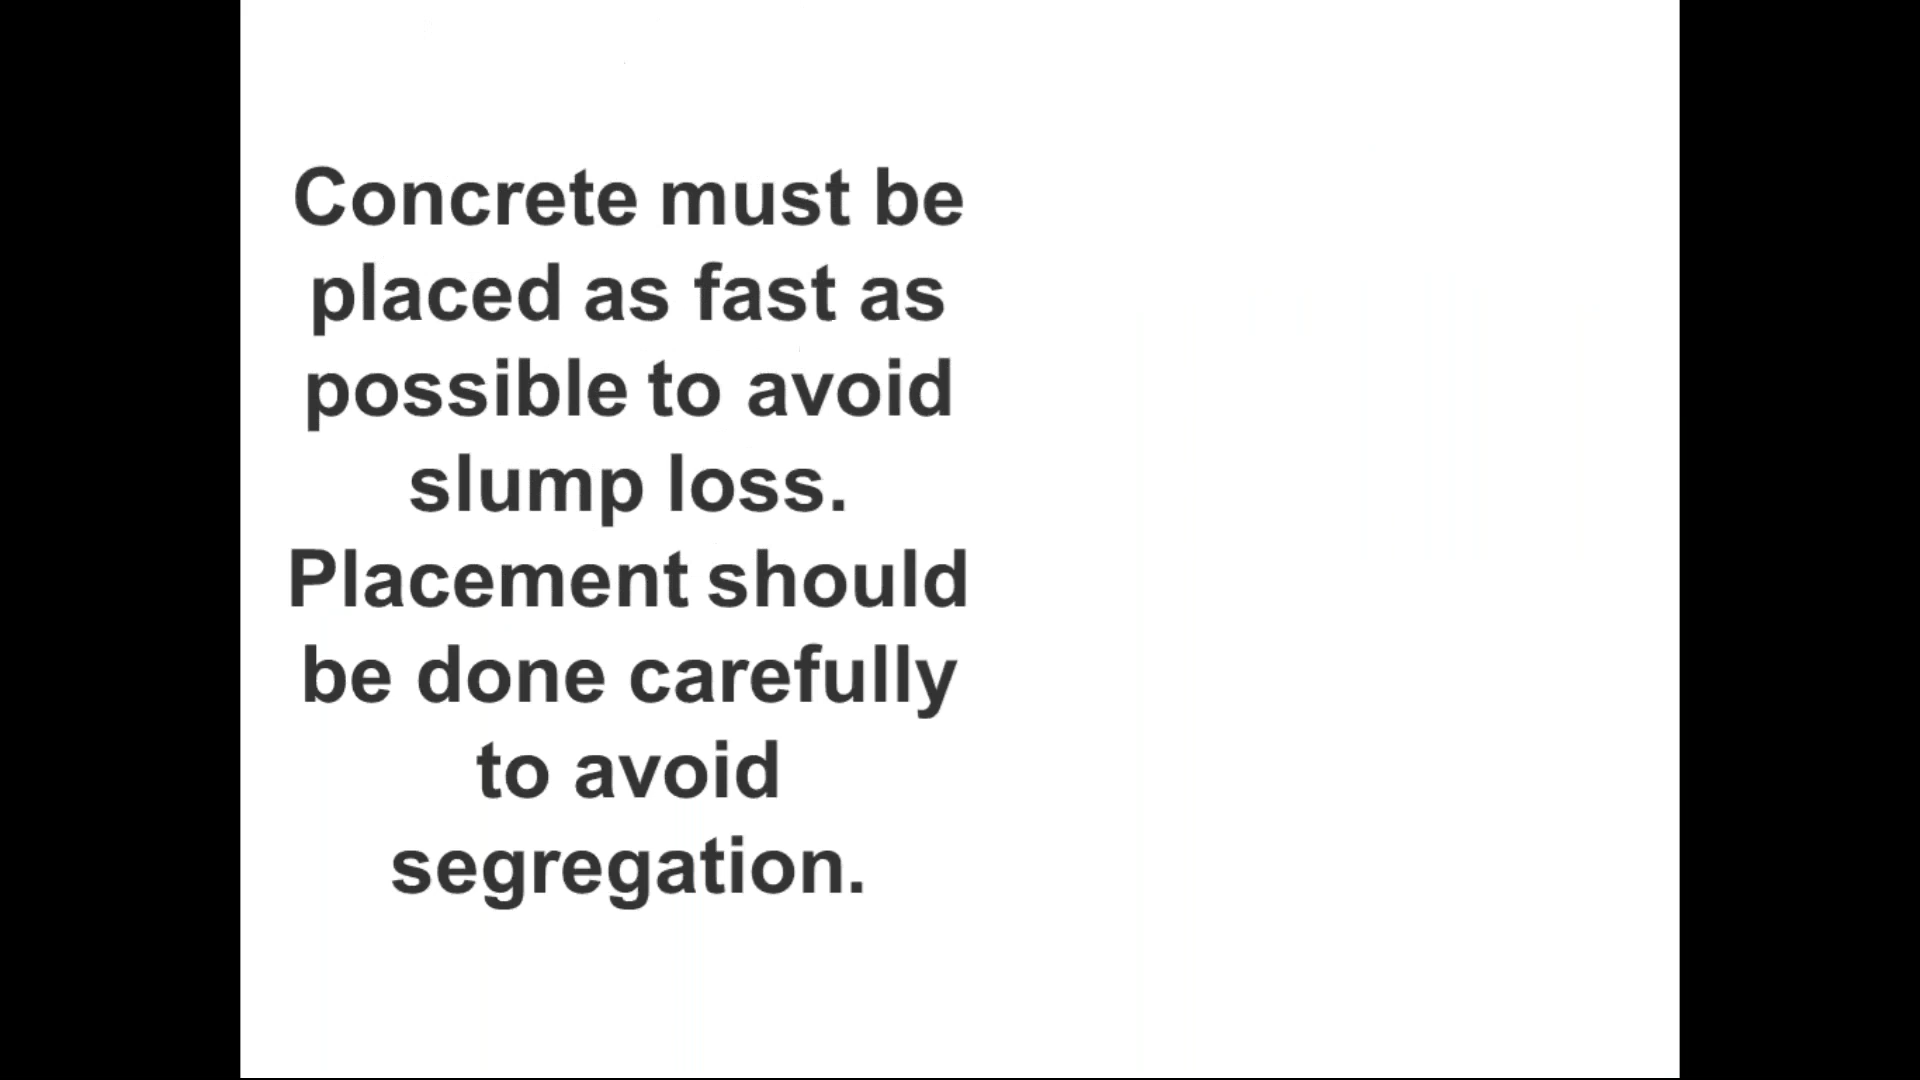 Concrete must be
placed as fast as
possible to avoid
slump loss.
Placement should
be done carefully
to avoid
segregation.